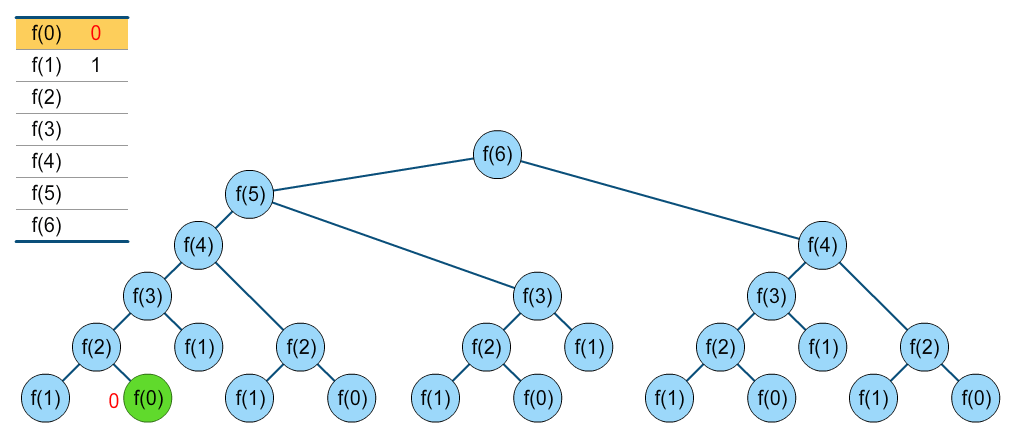 f(0) 0
f(1) 1
f(2)
f(3)
f(4)
f(5)
f(6)
f(6)
f(5)
f(4) f(4)
f(3) f(3) f(3)
f(2) f(1) f(2) f(2) f(1) f(2) f(1) f(2)
f(1) 0 f(0) f(1) f(0) f(1) f(0) f(1) f(0) f(1) f(0)